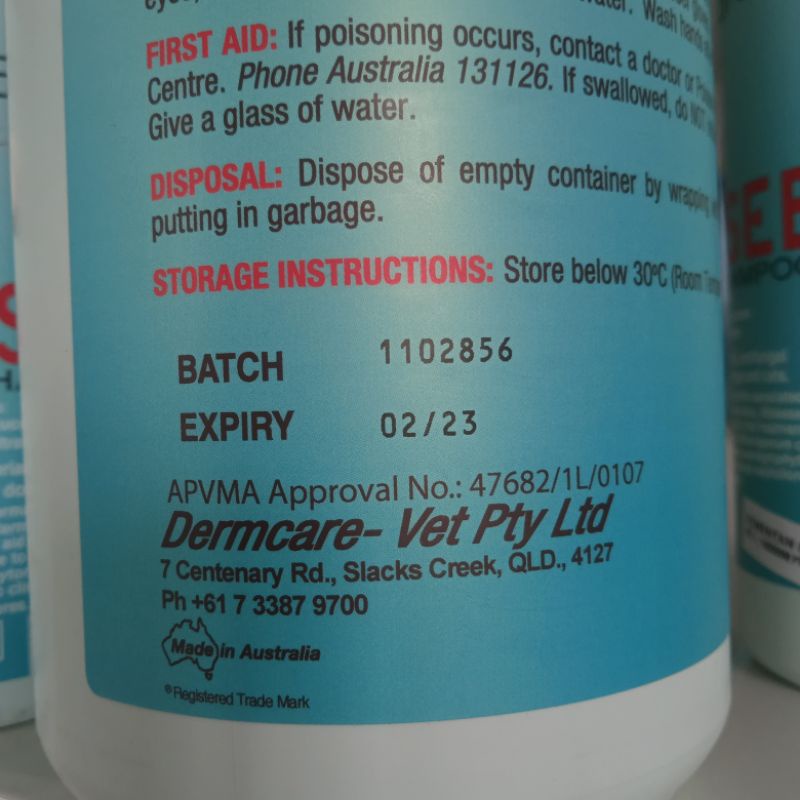 Wash hands
FIRST AID: If poisoning occurs, contact a doctor or
Centre. Phone Australia 131126. If swallowed, do NOT
Give a glass of water.
DISPOSAL: Dispose of empty container by wrapping
putting in garbage.
STORAGE INSTRUCTIONS: Store below 30ºC (Room
BATCH 1102856
EXPIRY 02/23
APVMA Approval No.: 47682/1L/0107
Dermcare- Vet Pty Ltd
7 Centenary Rd., Slacks Creek, QLD., 4127
Ph +61 7 3387 9700
Made in Australia
®Registered Trade Mark